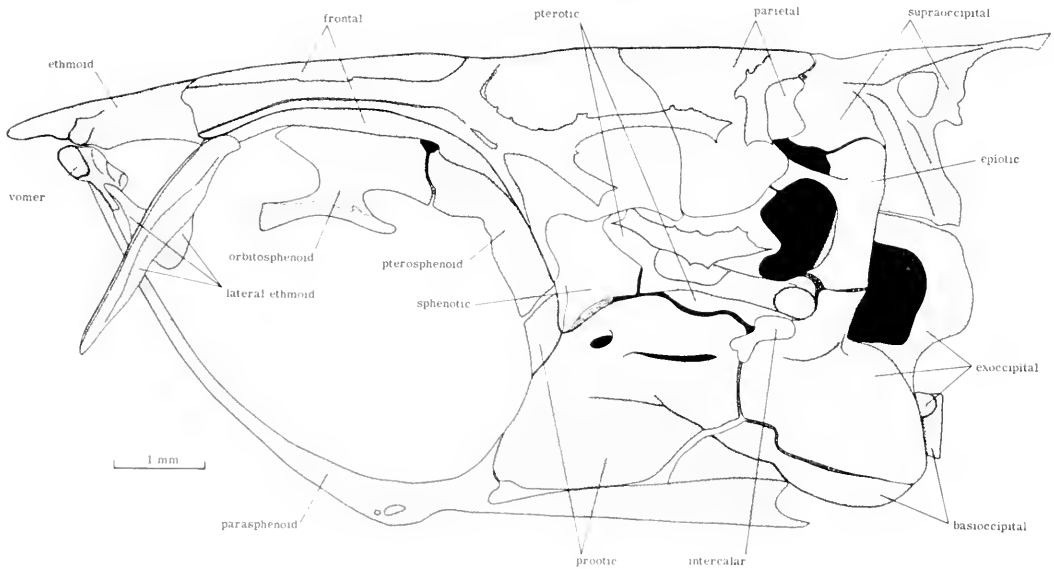 frontal
pterotic
parietal
supraoccipital
ethmoid
epiotic
vomer
orbitosphenoid
pterosphenoid
lateral ethmoid
sphenotic
exoccipital
1 mm
parasphenoid
basioccipital
prootic
intercalar